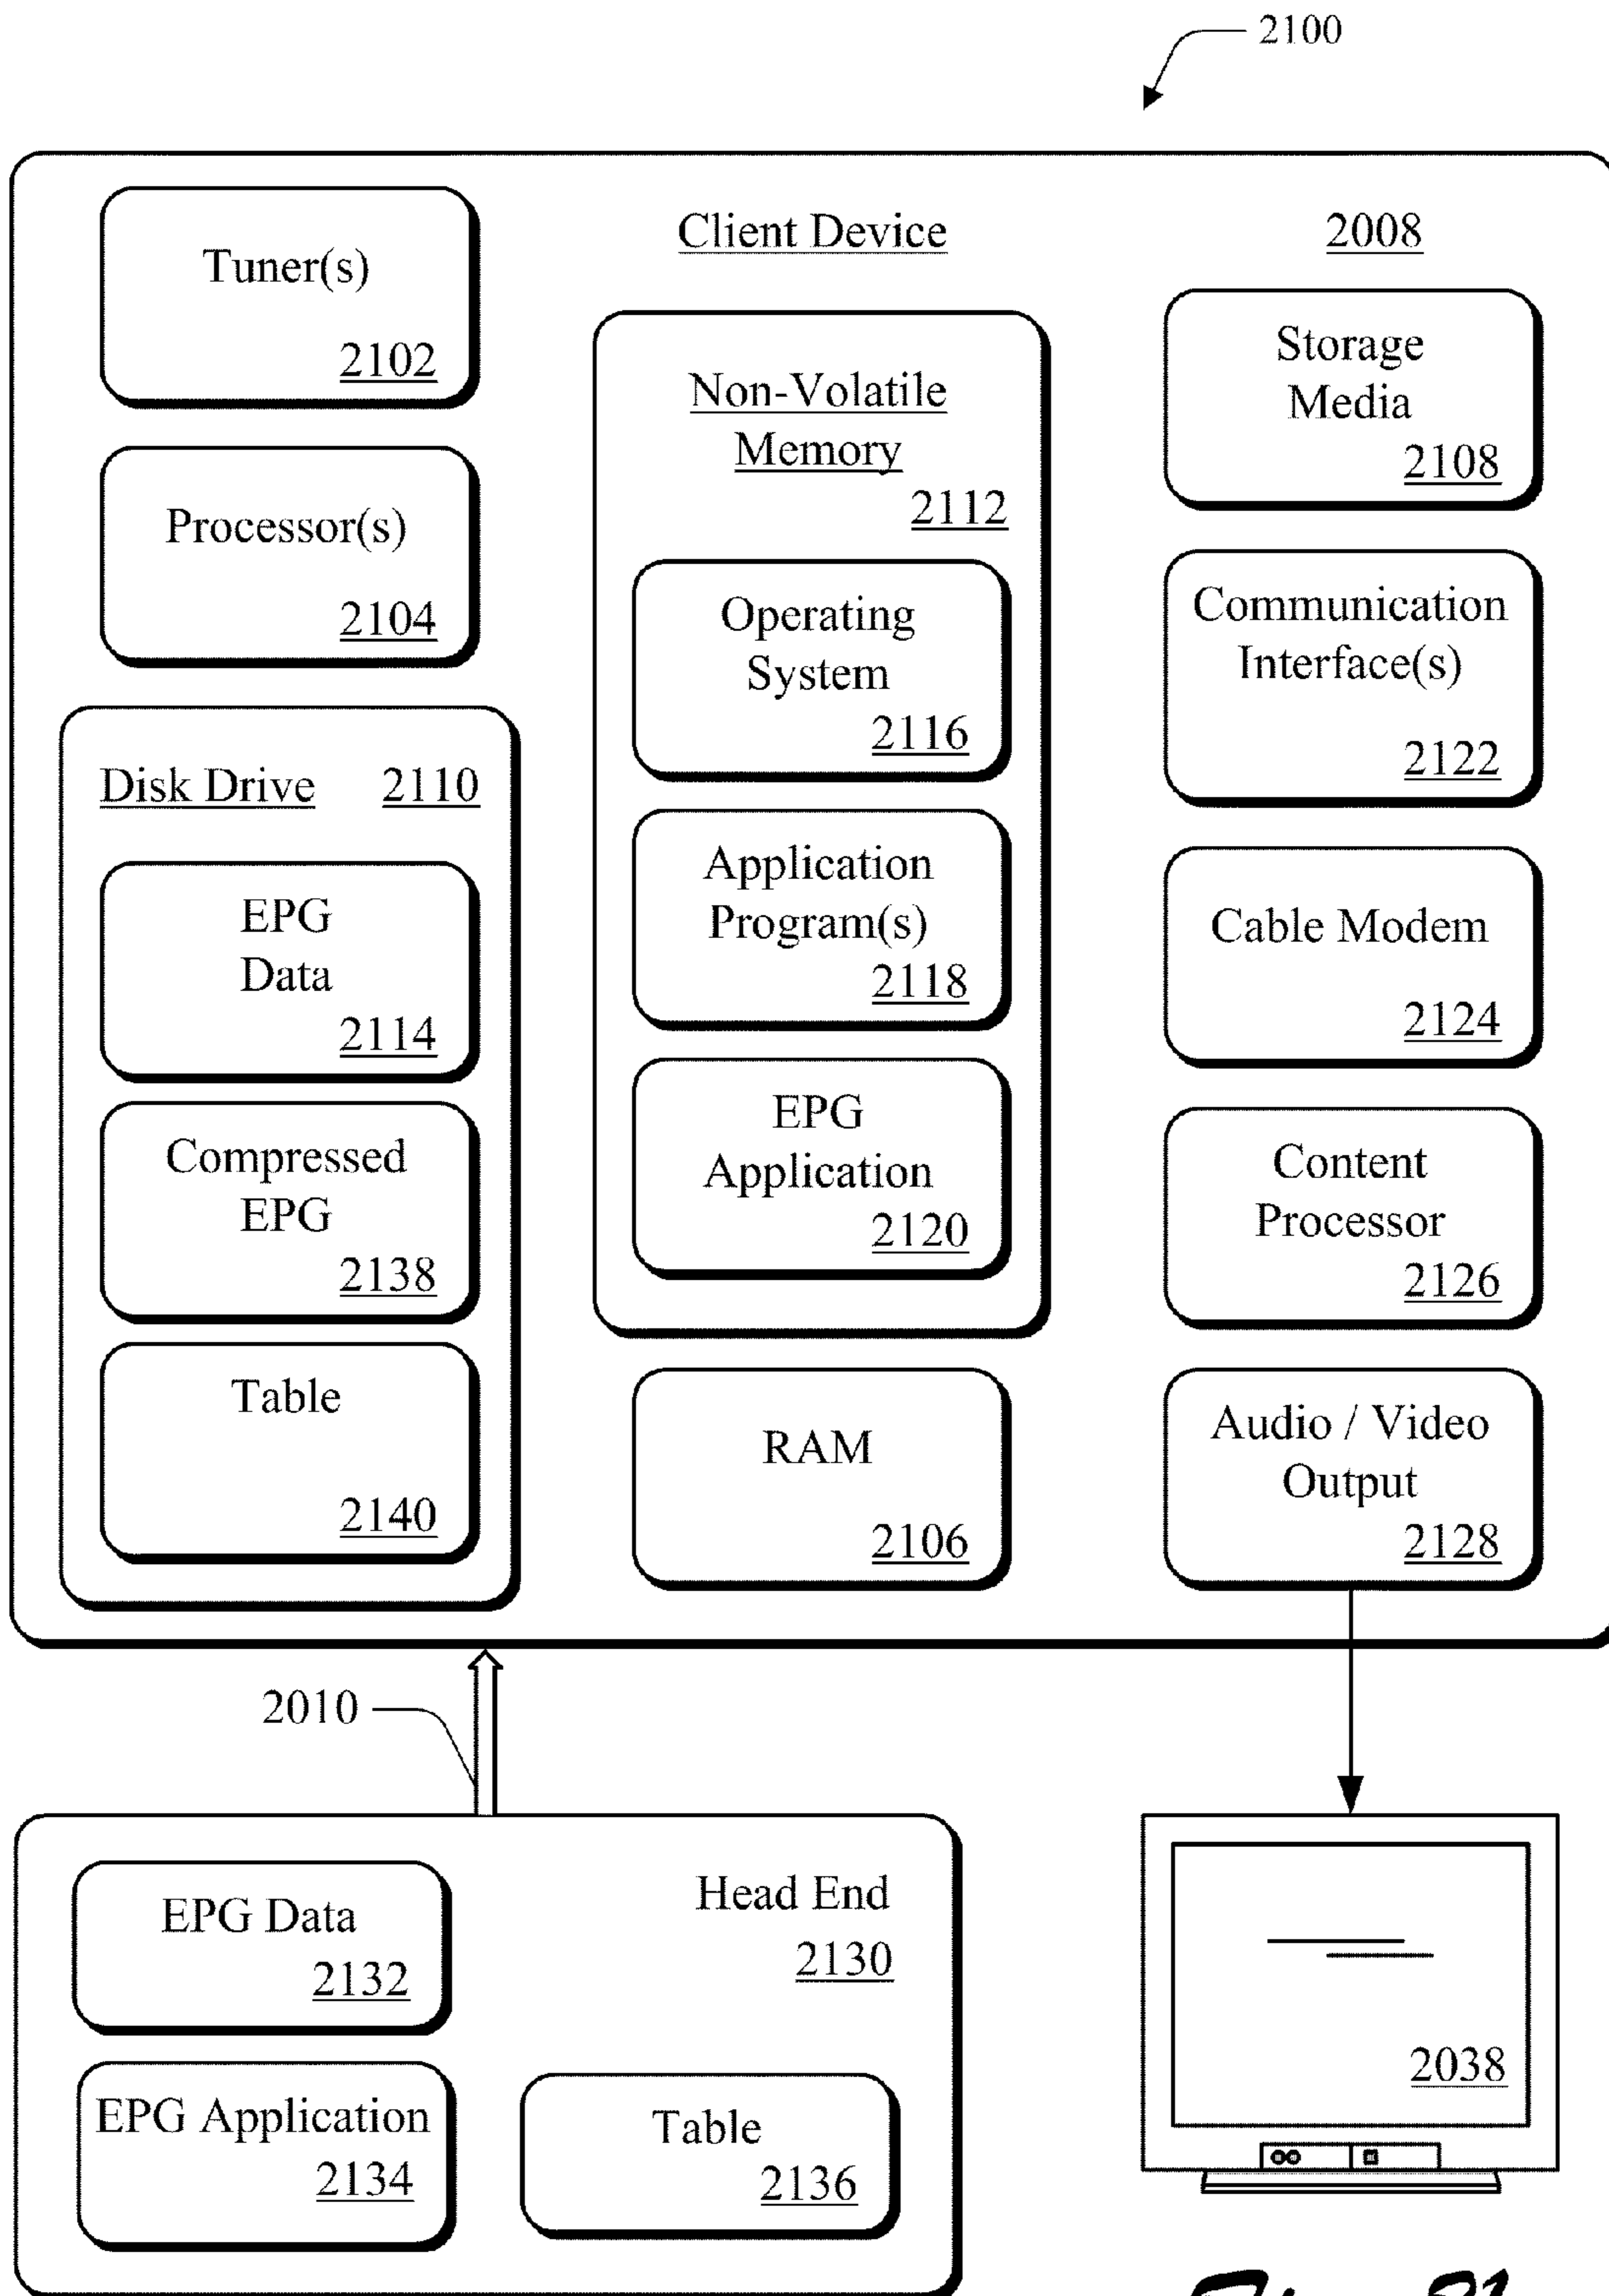 2100
Client Device
2008
Tuner(s)
2102
Processor(s)
2104
Disk Drive 2110
EPG
Data
2114
Compressed
EPG
2138
Table
2140
Non-Volatile
Memory
2112
Operating
System
2116
Application
Program(s)
2118
EPG
Application
2120
RAM
2106
Storage
Media
2108
Communication
Interface(s)
2122
Cable Modem
2124
Content
Processor
2126
Audio / Video
Output
2128
2010
Head End
2130
EPG Data
2132
EPG Application
2134
Table
2136
2038